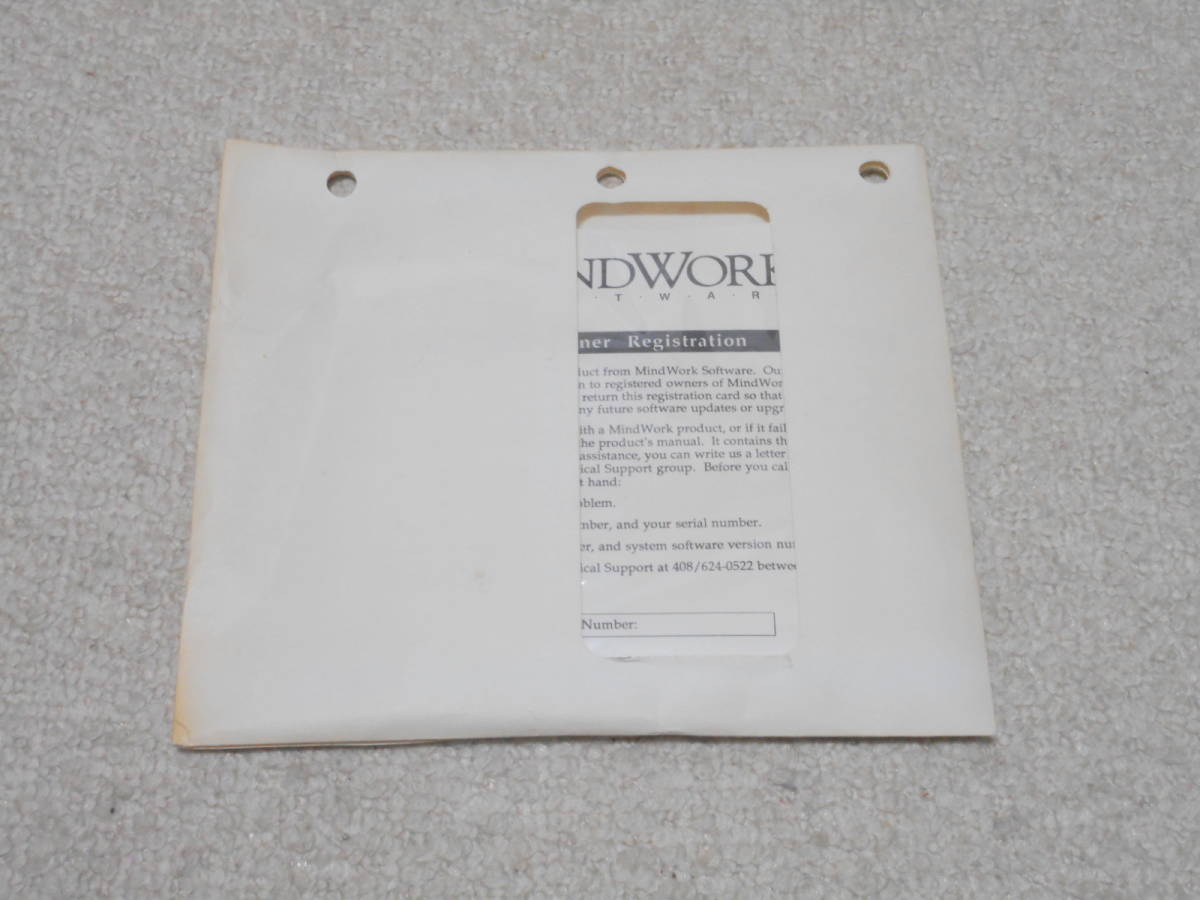 NDWORK
· T · W · A · R
ner Registration
uct from MindWork Software. Ou
n to registered owners of MindWor
return this registration card so that
ny future software updates or upgr
ith a MindWork product, or if it fail
he product's manual. It contains th
assistance, you can write us a letter
ical Support group. Before you cal
t hand:
oblem.
mber, and your serial number.
er, and system software version nu
ical Support at 408/624-0522 betwee
Number: